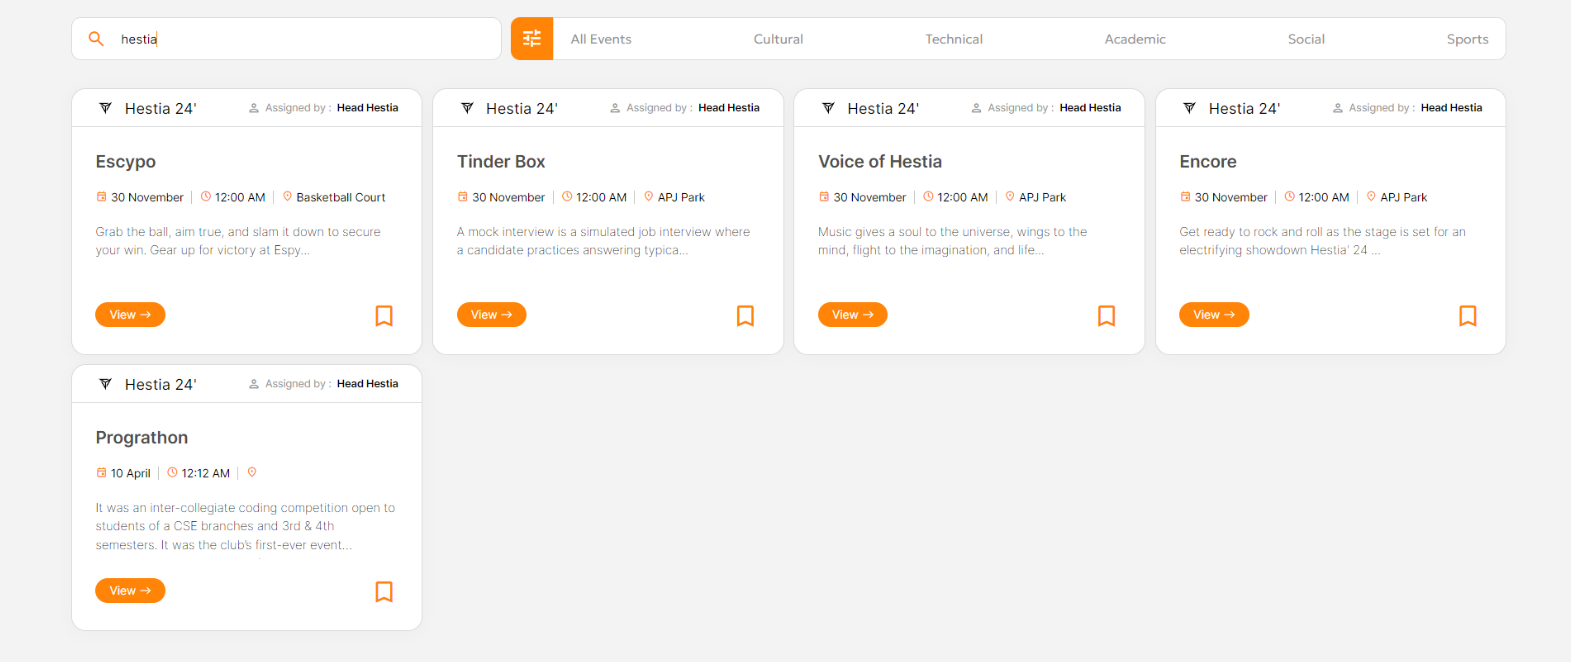 hestia
All Events
Cultural
Technical
Academic
Social
Sports
Hestia 24'
Assigned by : Head Hestia
Escypo
30 November
12:00 AM
Basketball Court
Grab the ball, aim true, and slam it down to secure
your win. Gear up for victory at Espy...
View →
Hestia 24'
Assigned by : Head Hestia
Tinder Box
30 November
12:00 AM
APJ Park
A mock interview is a simulated job interview where
a candidate practices answering typica...
View →
Hestia 24'
Assigned by : Head Hestia
Voice of Hestia
30 November
12:00 AM
APJ Park
Music gives a soul to the universe, wings to the
mind, flight to the imagination, and life...
View →
Hestia 24'
Assigned by : Head Hestia
Encore
30 November
12:00 AM
APJ Park
Get ready to rock and roll as the stage is set for an
electrifying showdown Hestia' 24 ...
View →
Hestia 24'
Assigned by : Head Hestia
Prograthon
10 April
12:12 AM
It was an inter-collegiate coding competition open to
students of a CSE branches and 3rd & 4th
semesters. It was the club's first-ever event...
View →